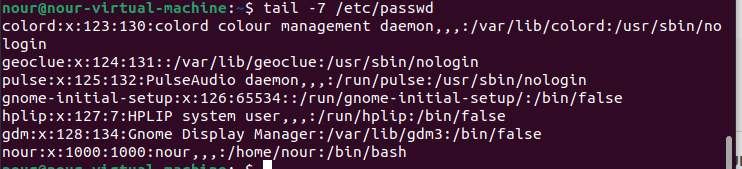 nour@nour-virtual-machine:~$ tail -7 /etc/passwd
colord:x:123:130:colord colour management daemon,,,:/var/lib/colord:/usr/sbin/no
login
geoclue:x:124:131::/var/lib/geoclue:/usr/sbin/nologin
pulse:x:125:132:PulseAudio daemon,,,:/run/pulse:/usr/sbin/nologin
gnome-initial-setup:x:126:65534::/run/gnome-initial-setup/:/bin/false
hplip:x:127:7:HPLIP system user,,,:/run/hplip:/bin/false
gdm:x:128:134:Gnome Display Manager:/var/lib/gdm3:/bin/false
nour:x:1000:1000:nour,,,:/home/nour:/bin/bash
nour@nour-virtual-machine:~$